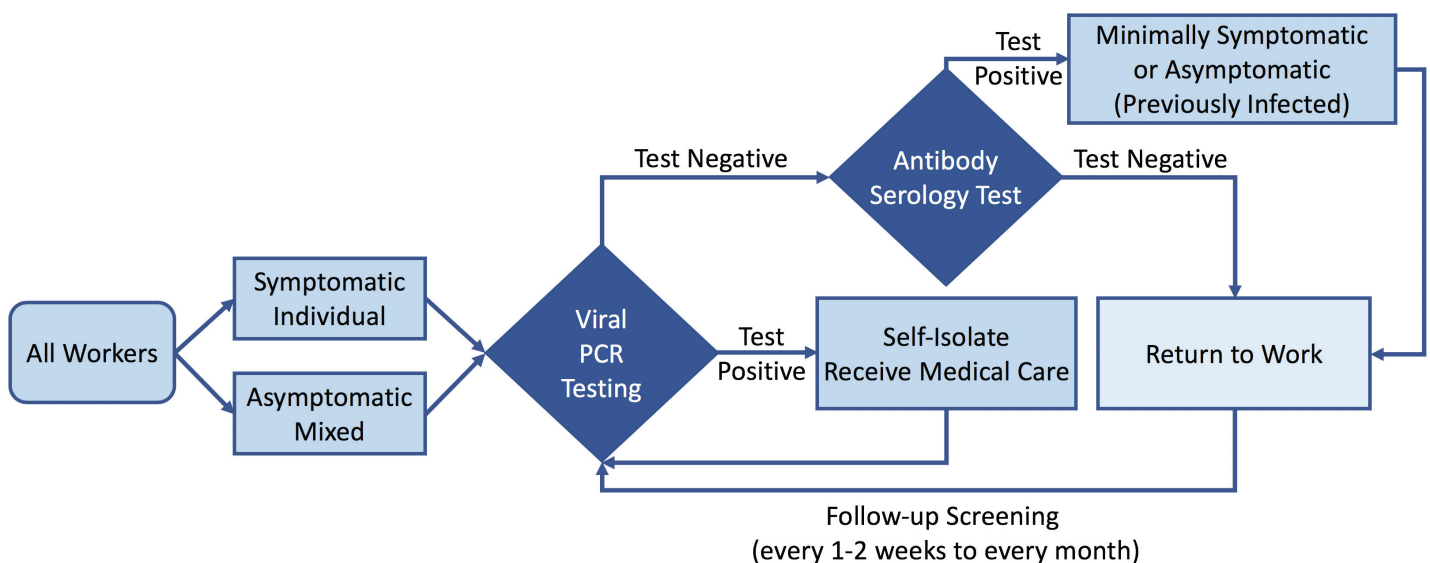 All Workers
Symptomatic
Individual
Asymptomatic
Mixed
Viral
PCR
Testing
Test Negative
Test
Positive
Antibody
Serology Test
Test
Positive
Minimally Symptomatic
or Asymptomatic
(Previously Infected)
Test Negative
Self-Isolate
Receive Medical Care
Return to Work
Follow-up Screening
(every 1-2 weeks to every month)